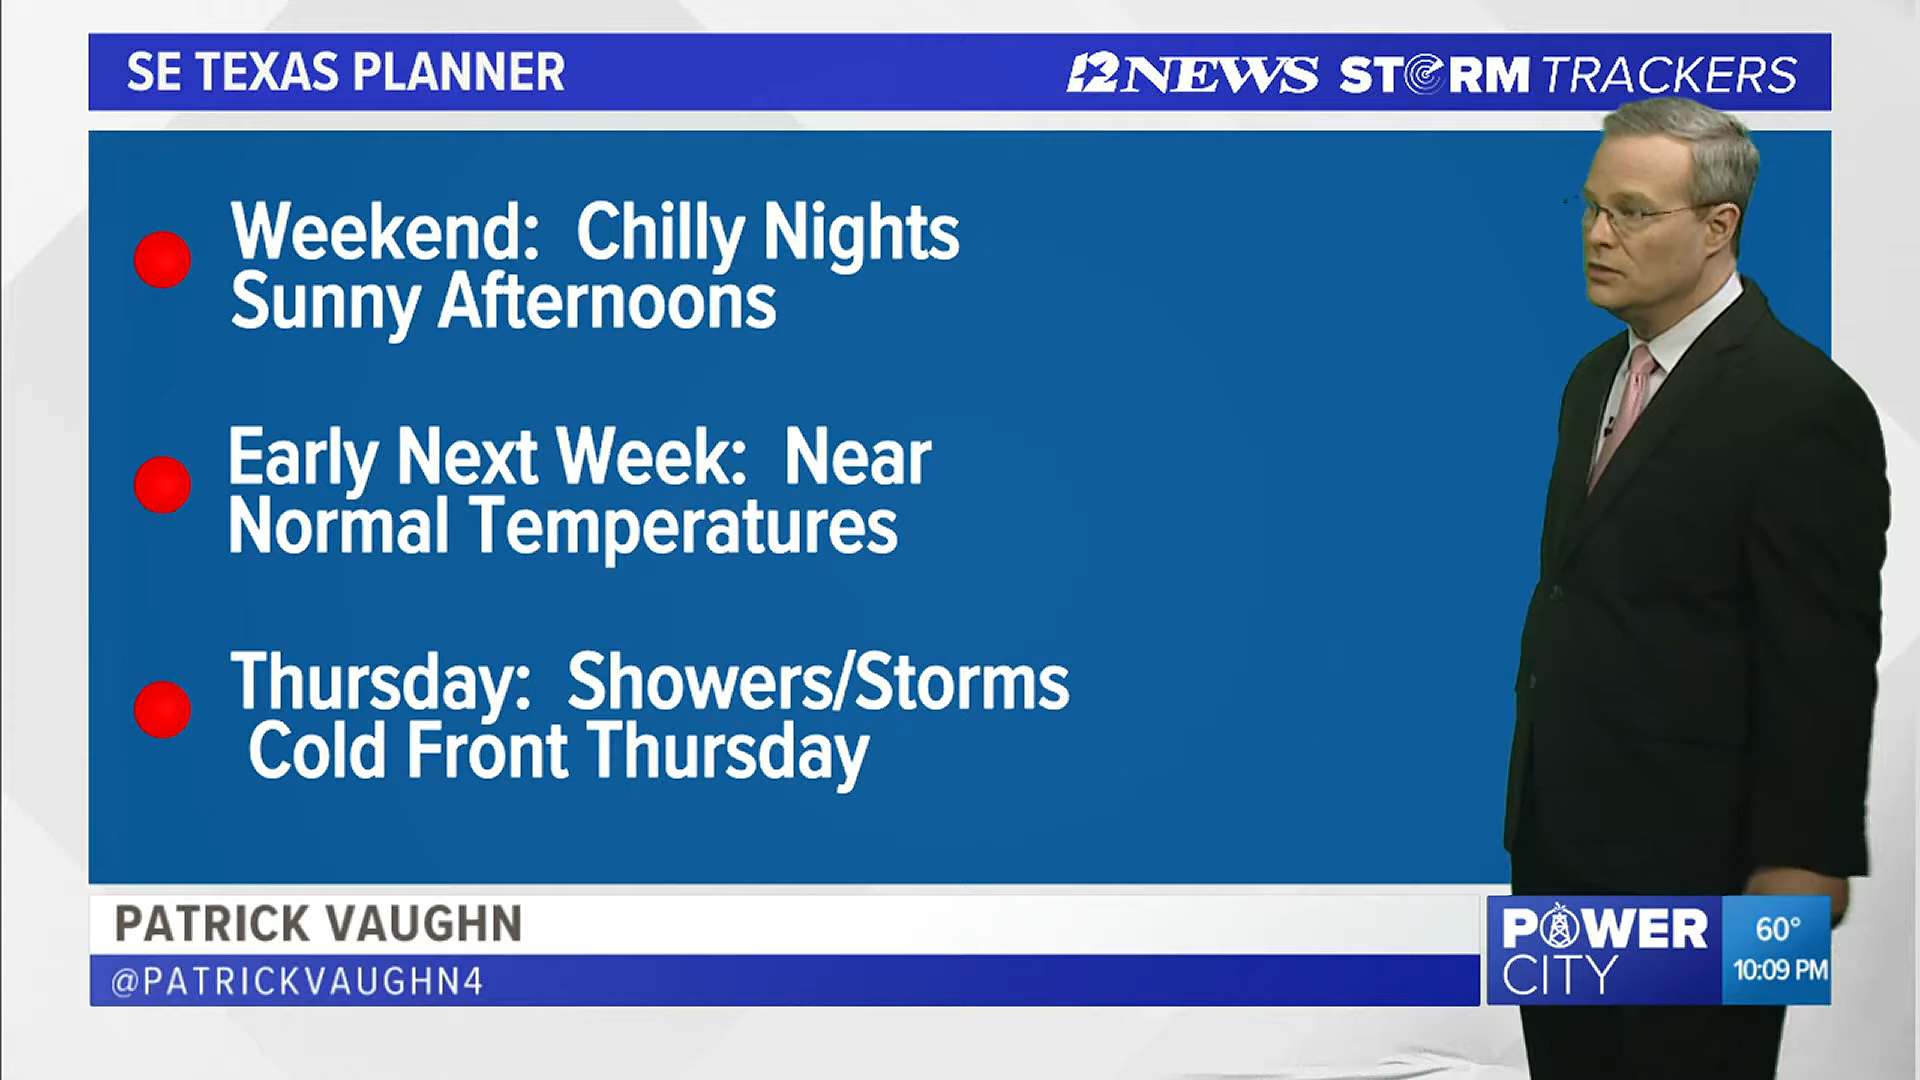 SE TEXAS PLANNER
12NEWS STORM TRACKERS
Weekend: Chilly Nights
Sunny Afternoons
Early Next Week: Near
Normal Temperatures
Thursday: Showers/Storms
Cold Front Thursday
PATRICK VAUGHN
@PATRICKVAUGHN4
POWER
CITY
60°
10:09 PM